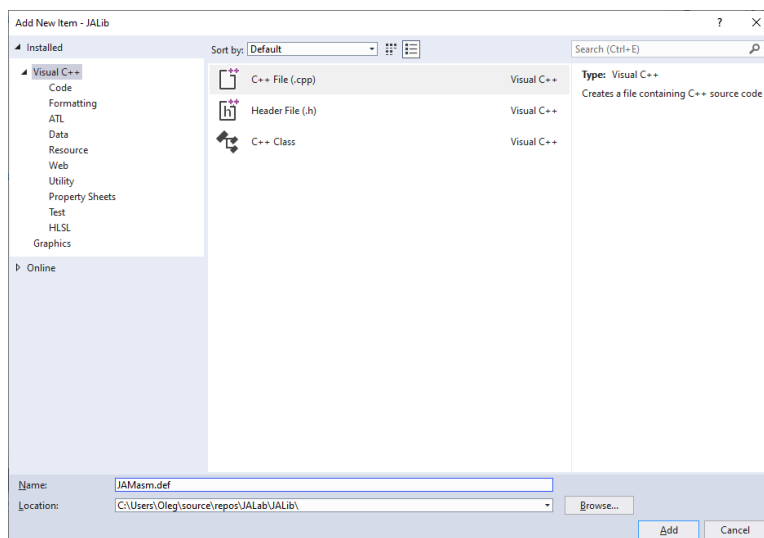 Add New Item - JALib
? ×
Installed
Sort by: Default
Search (Ctrl+E)
Visual C++
Code
Formatting
ATL
Data
Resource
Web
Utility
Property Sheets
Test
HLSL
Graphics
Online
C++ File (.cpp) Visual C++
Header File (.h) Visual C++
C++ Class Visual C++
Type: Visual C++
Creates a file containing C++ source code
Name: JAMasm.def
Location: C:\Users\Oleg\source\repos\JALab\JALib\
Browse...
Add Cancel